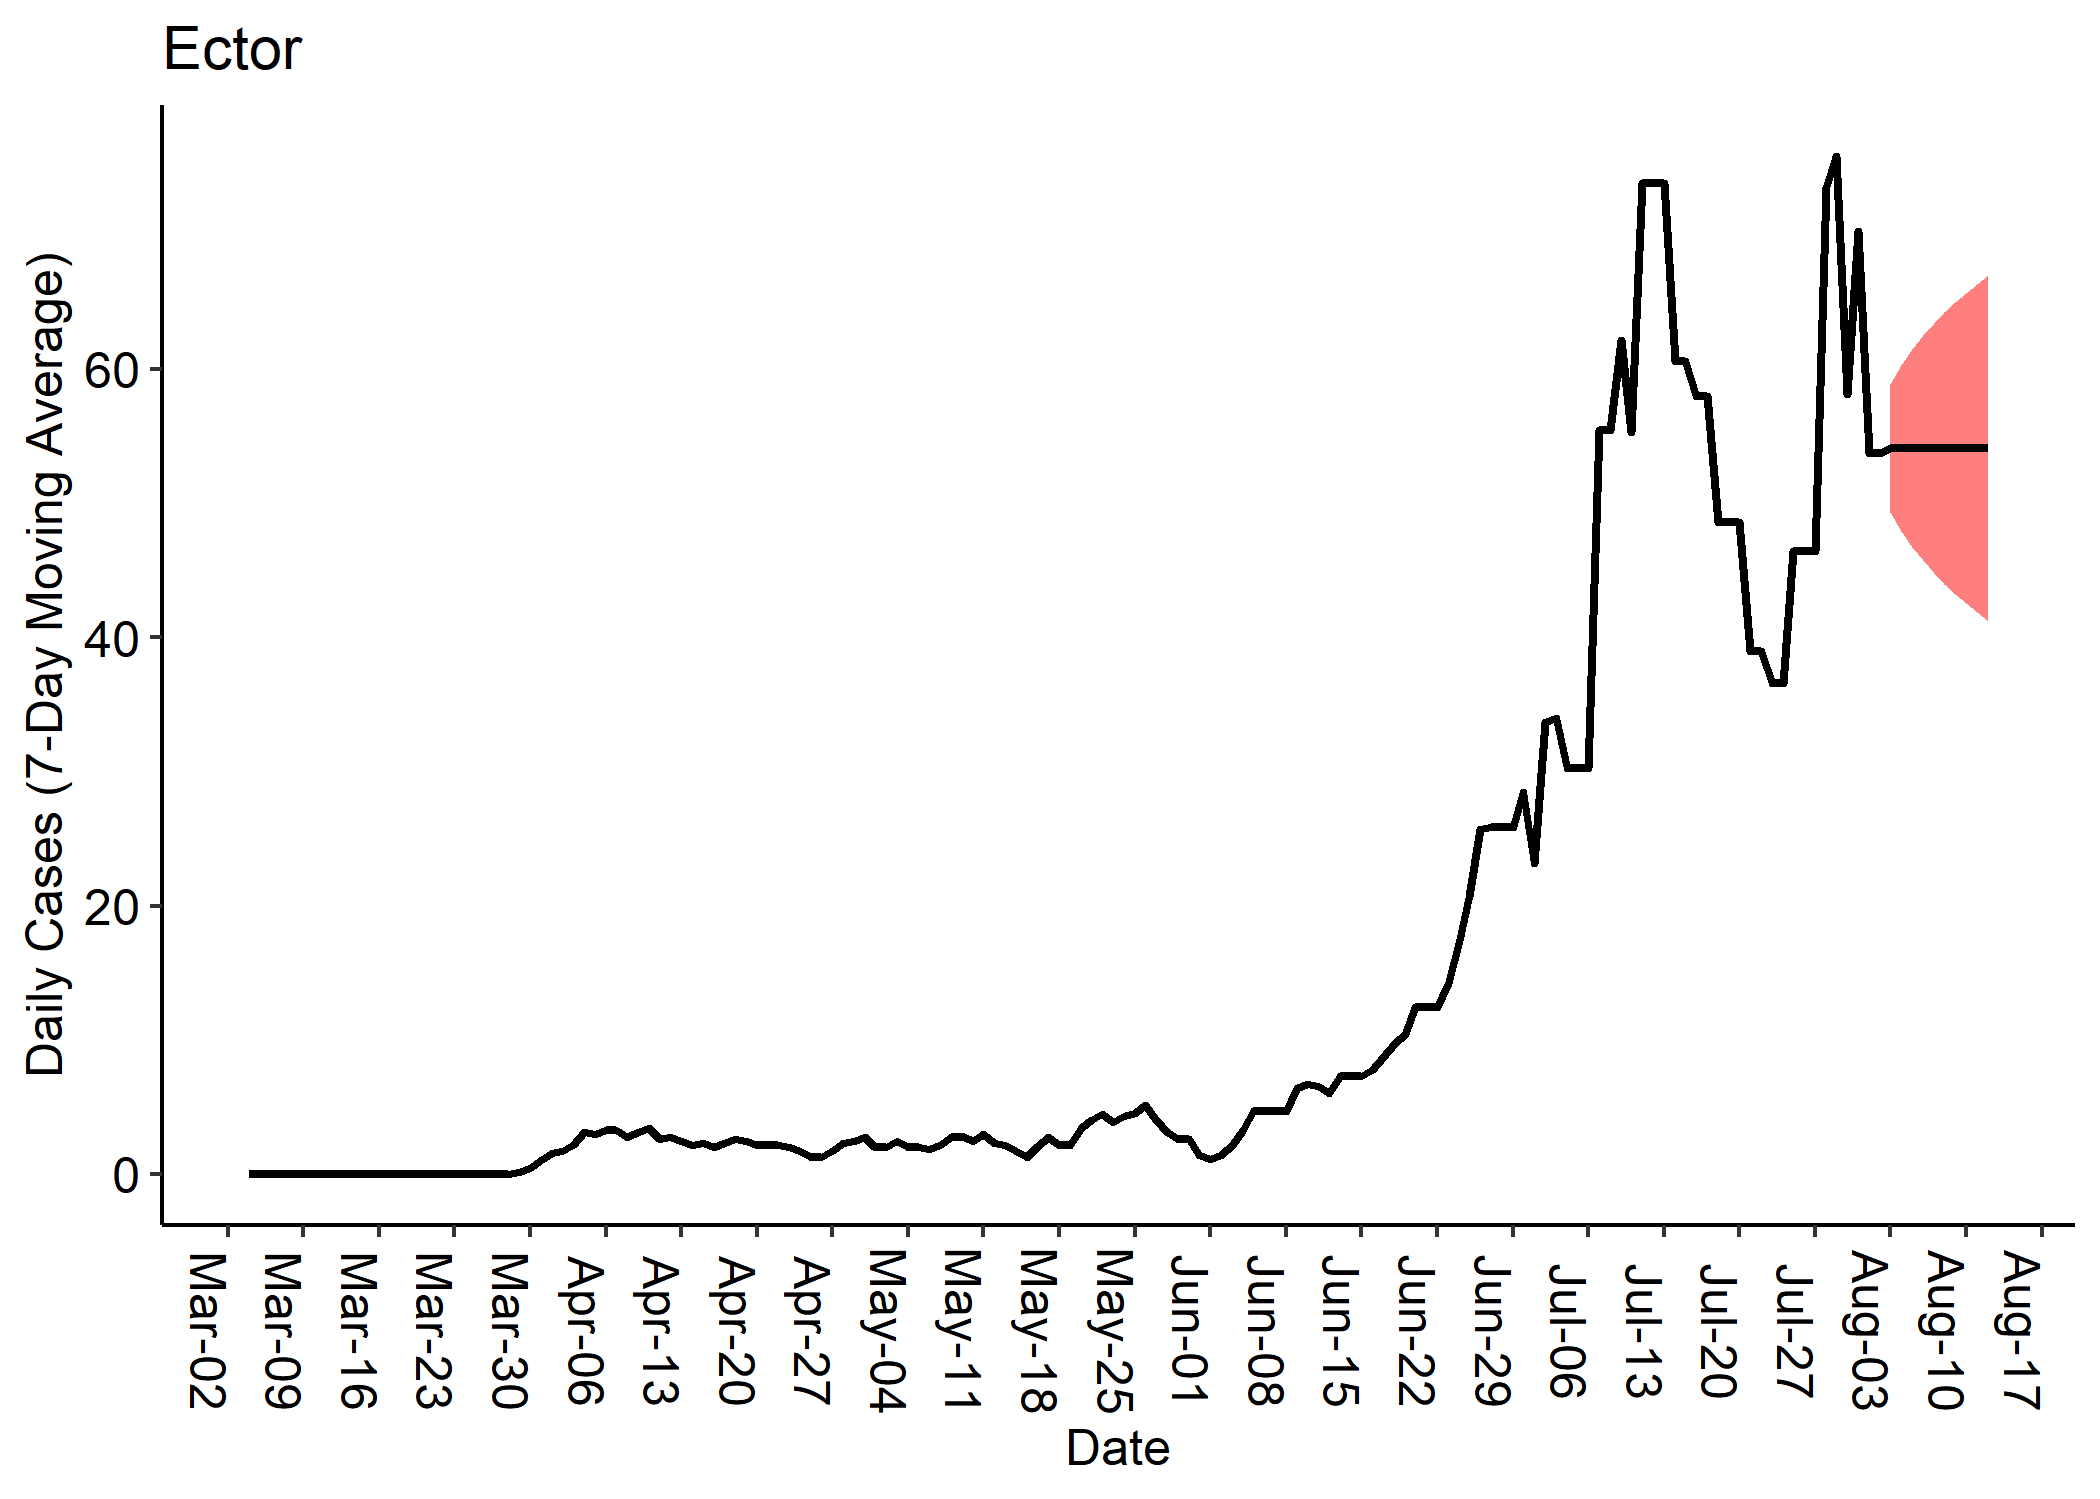 Ector
Daily Cases (7-Day Moving Average)
60
40
20
0
Mar-02
Mar-09
Mar-16
Mar-23
Mar-30
Apr-06
Apr-13
Apr-20
Apr-27
May-04
May-11
May-18
May-25
Jun-01
Jun-08
Jun-15
Jun-22
Jun-29
Jul-06
Jul-13
Jul-20
Jul-27
Aug-03
Aug-10
Aug-17
Date